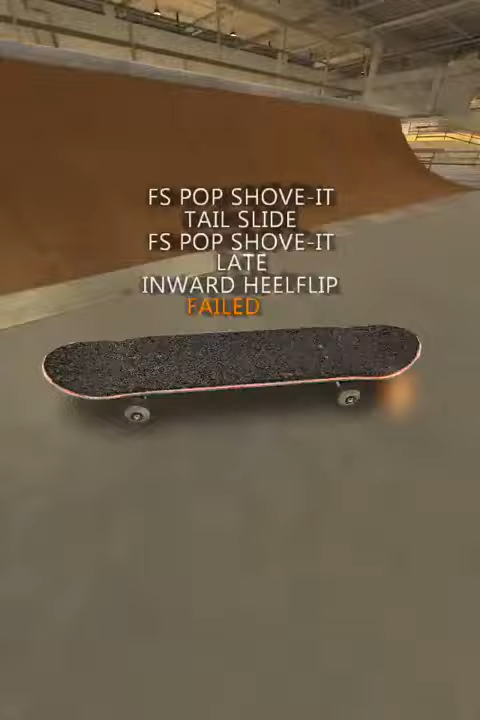 FS POP SHOVE-IT
TAIL SLIDE
FS POP SHOVE-IT
LATE
INWARD HEELFLIP
FAILED